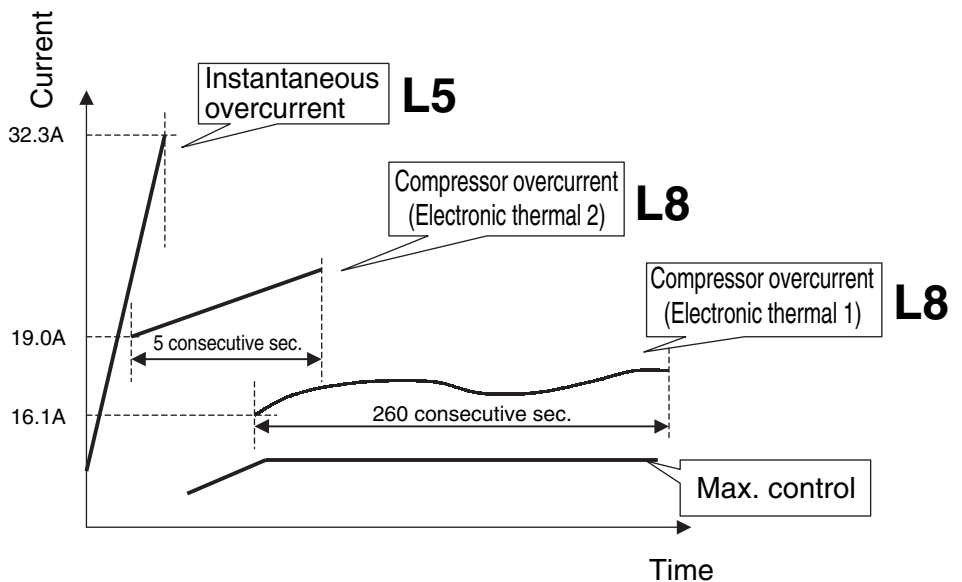 Current
Instantaneous
overcurrent
L5
32.3A
Compressor overcurrent
(Electronic thermal 2)
L8
Compressor overcurrent
(Electronic thermal 1)
L8
19.0A
5 consecutive sec.
16.1A
260 consecutive sec.
Max. control
Time